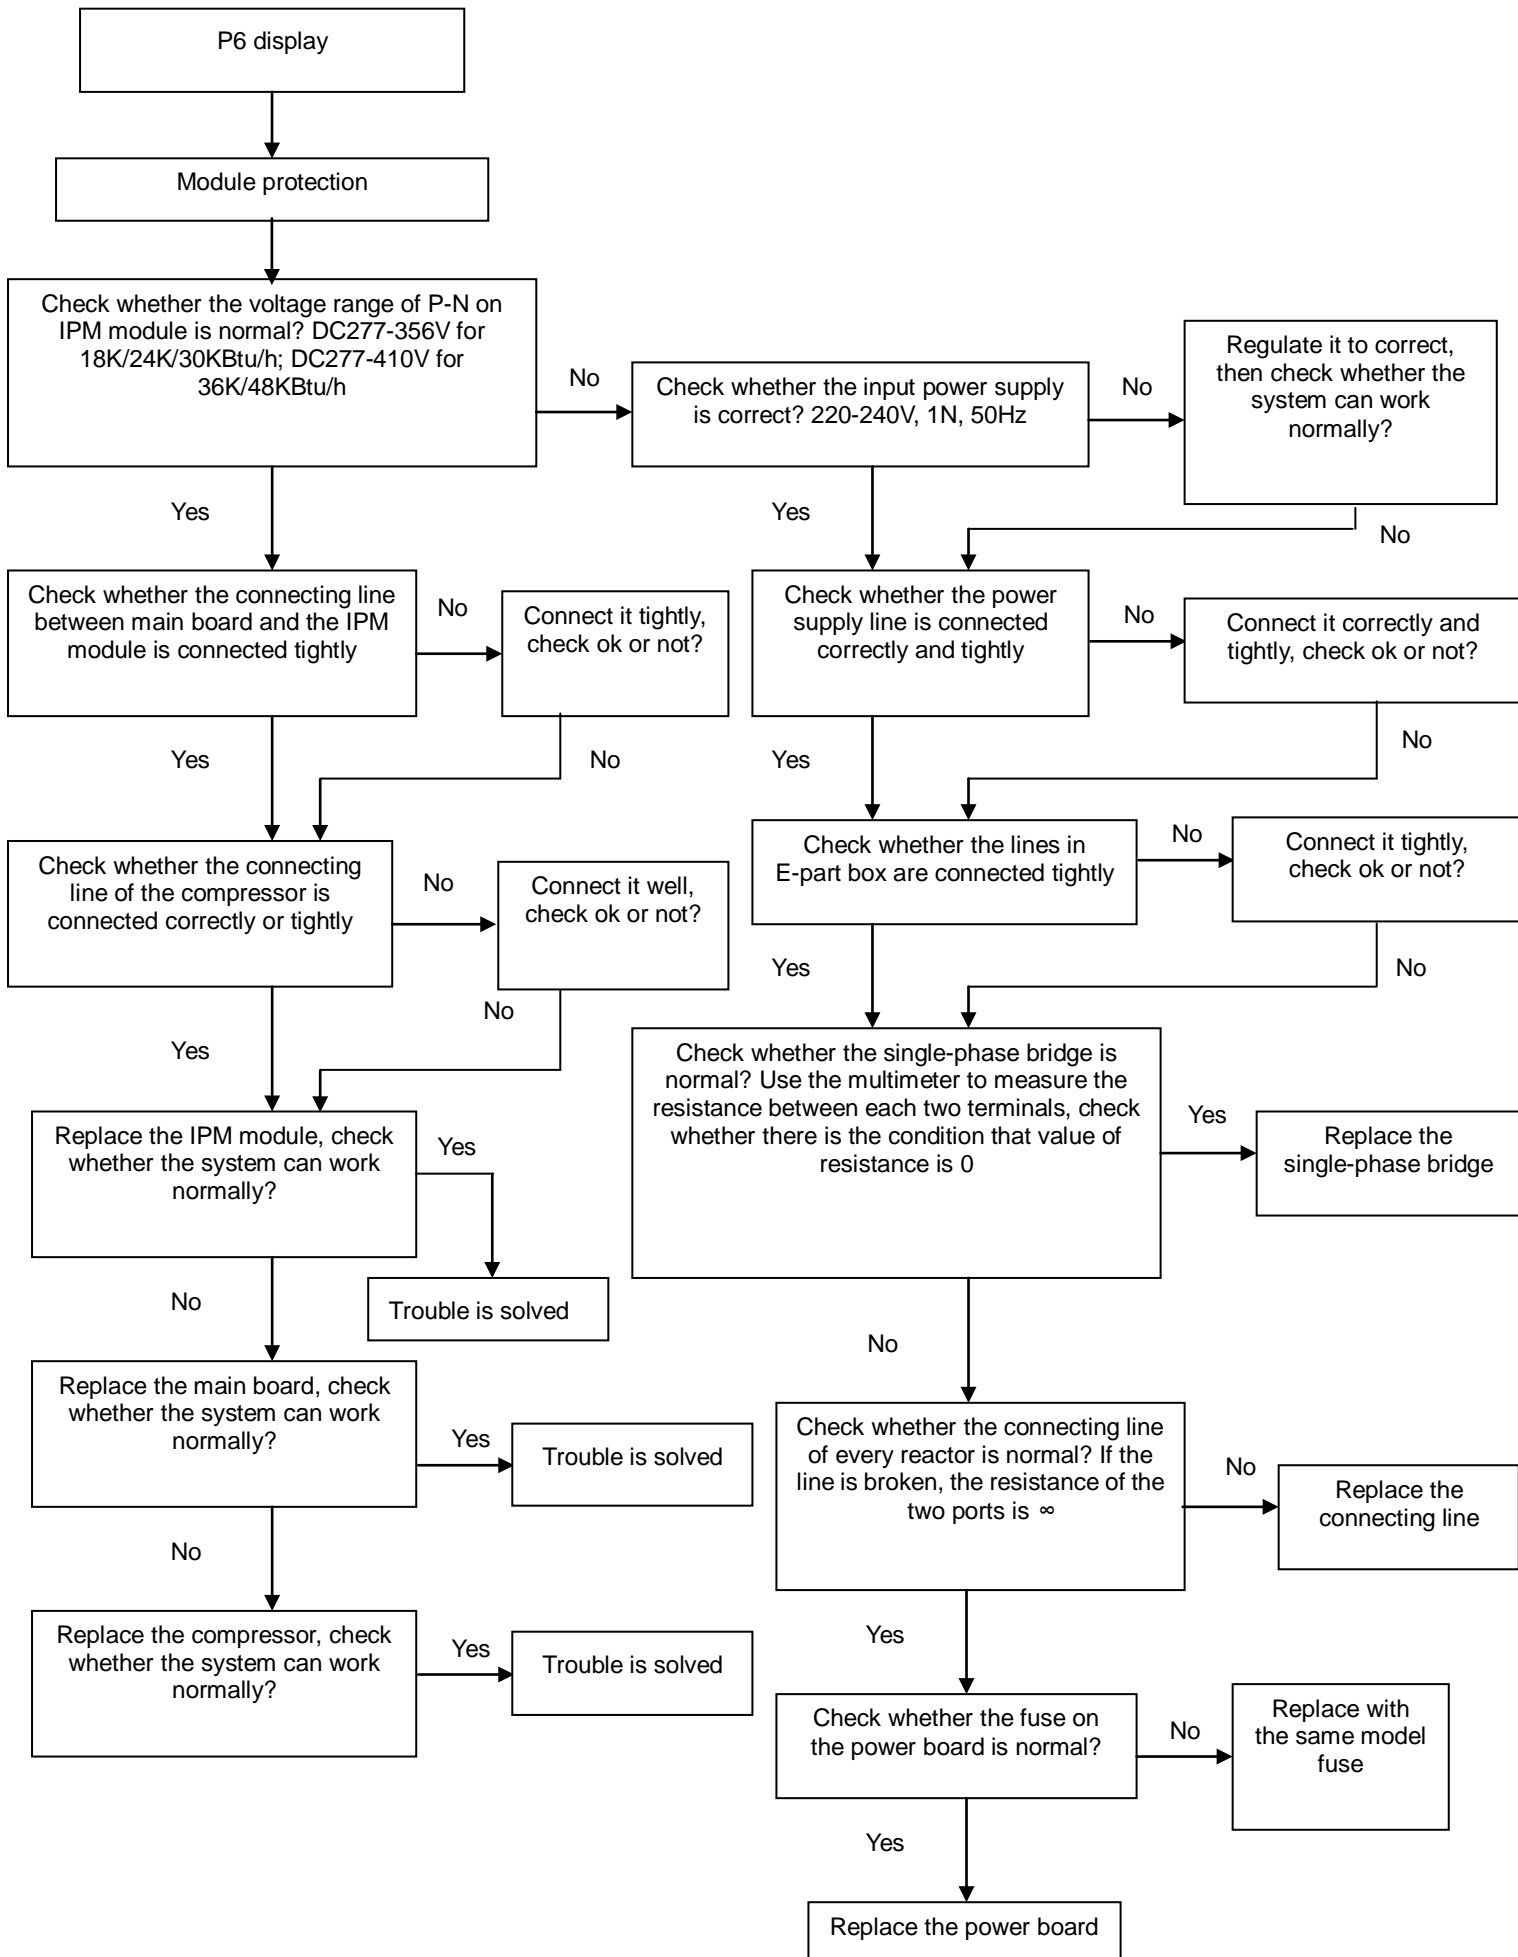 P6 display
Module protection
Check whether the voltage range of P-N on
IPM module is normal? DC277-356V for
18K/24K/30KBtu/h; DC277-410V for
36K/48KBtu/h
No
Check whether the input power supply
is correct? 220-240V, 1N, 50Hz
No
Regulate it to correct,
then check whether the
system can work
normally?
Yes
Yes
No
Check whether the connecting line
between main board and the IPM
module is connected tightly
No
Connect it tightly,
check ok or not?
Check whether the power
supply line is connected
correctly and tightly
No
Connect it correctly and
tightly, check ok or not?
Yes
No
Yes
No
Check whether the connecting
line of the compressor is
connected correctly or tightly
No
Connect it well,
check ok or not?
Check whether the lines in
E-part box are connected tightly
No
Connect it tightly,
check ok or not?
Yes
No
Yes
No
Replace the IPM module, check
whether the system can work
normally?
Yes
Trouble is solved
Check whether the single-phase bridge is
normal? Use the multimeter to measure the
resistance between each two terminals, check
whether there is the condition that value of
resistance is 0
Yes
Replace the
single-phase bridge
No
No
Replace the main board, check
whether the system can work
normally?
Yes
Trouble is solved
Check whether the connecting line
of every reactor is normal? If the
line is broken, the resistance of the
two ports is ∞
No
Replace the
connecting line
No
Yes
Replace the compressor, check
whether the system can work
normally?
Yes
Trouble is solved
Check whether the fuse on
the power board is normal?
No
Replace with
the same model
fuse
Yes
Replace the power board